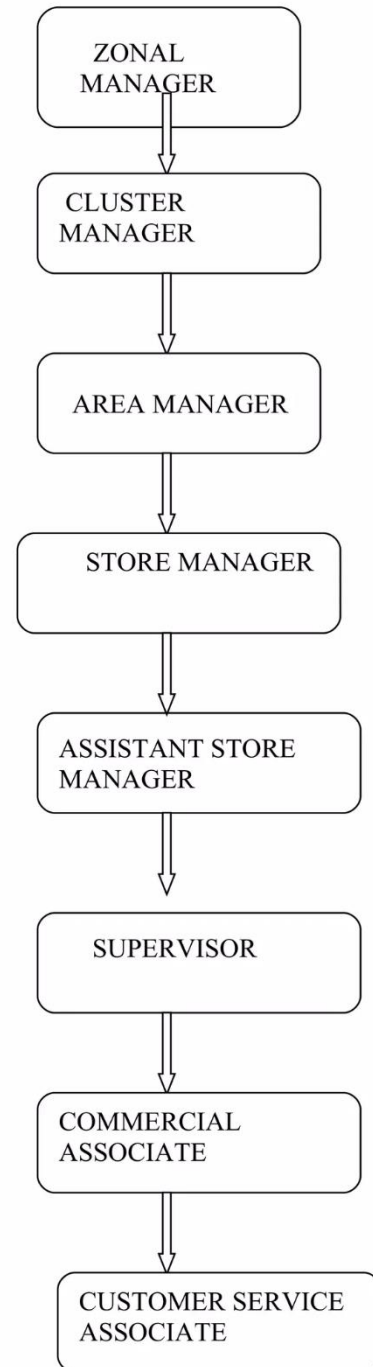 ZONAL
MANAGER
CLUSTER
MANAGER
AREA MANAGER
STORE MANAGER
ASSISTANT STORE
MANAGER
SUPERVISOR
COMMERCIAL
ASSOCIATE
CUSTOMER SERVICE
ASSOCIATE